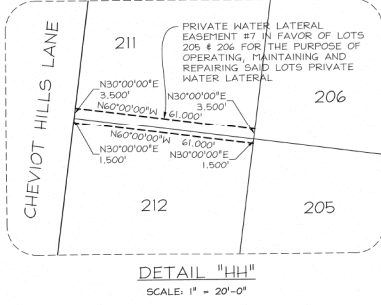 PRIVATE WATER LATERAL
EASEMENT #7 IN FAVOR OF LOTS
205 & 206 FOR THE PURPOSE OF
OPERATING, MAINTAINING AND
REPAIRING SAID LOTS PRIVATE
WATER LATERAL
211
CHEVIOT HILLS LANE
N30°00'00"E
3.500'
N60°00'00"W 61.000'
N30°00'00"E
3.500'
206
N60°00'00"W 61.000'
N30°00'00"E
1.500'
N30°00'00"E
1.500'
212
205
DETAIL "HH"
SCALE: 1" = 20'-0"